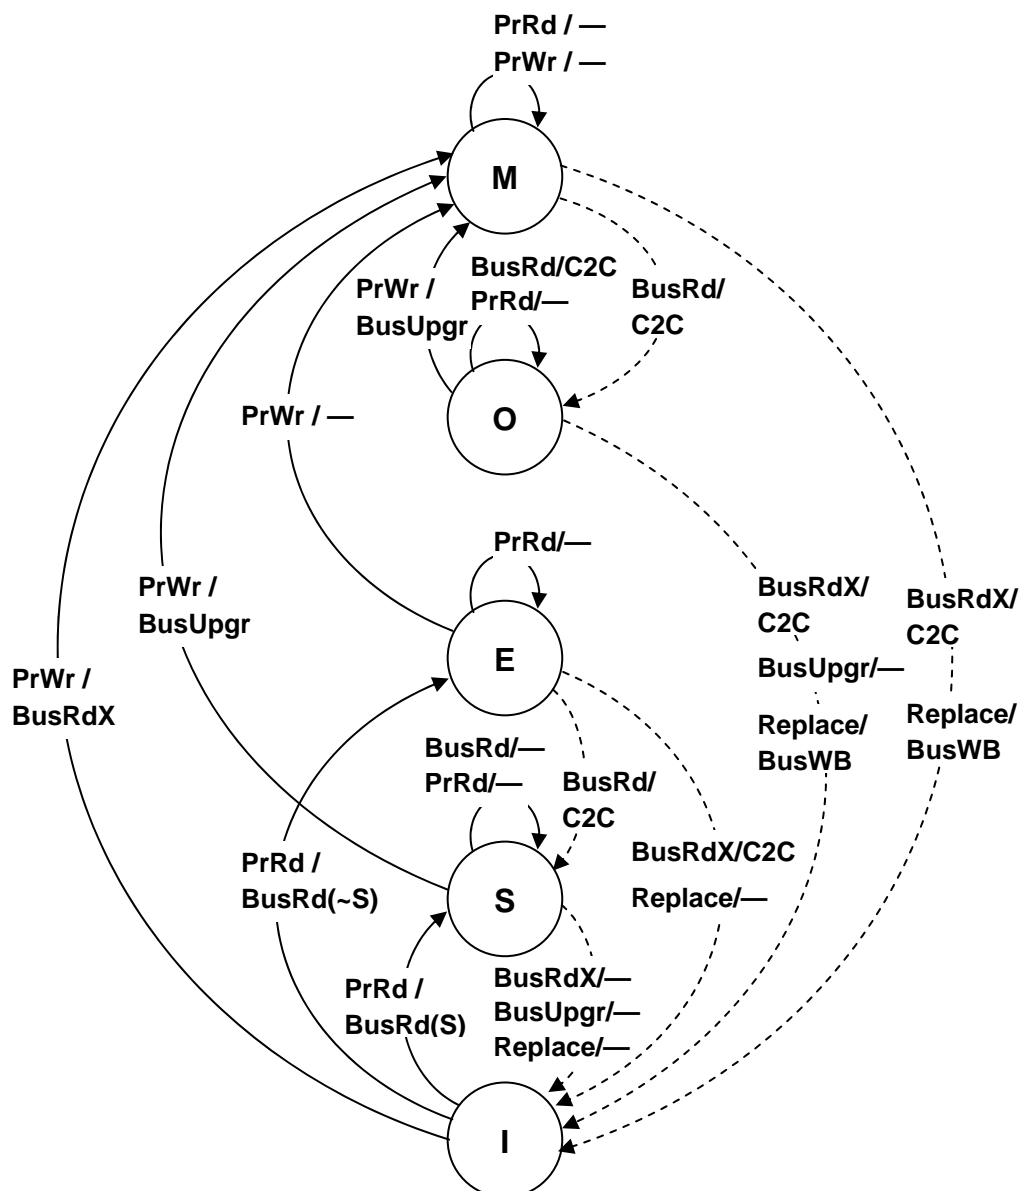 PrRd / —
PrWr / —
M
BusRd/C2C
PrRd/—
PrWr /
BusUpgr
BusRd/
C2C
O
PrWr / —
PrRd/—
PrWr /
BusUpgr
BusRdX/
C2C
BusUpgr/—
Replace/
BusWB
BusRdX/
C2C
Replace/
BusWB
E
PrWr /
BusRdX
BusRd/—
PrRd/—
BusRd/
C2C
BusRdX/C2C
Replace/—
PrRd /
BusRd(~S)
S
PrRd /
BusRd(S)
BusRdX/—
BusUpgr/—
Replace/—
I